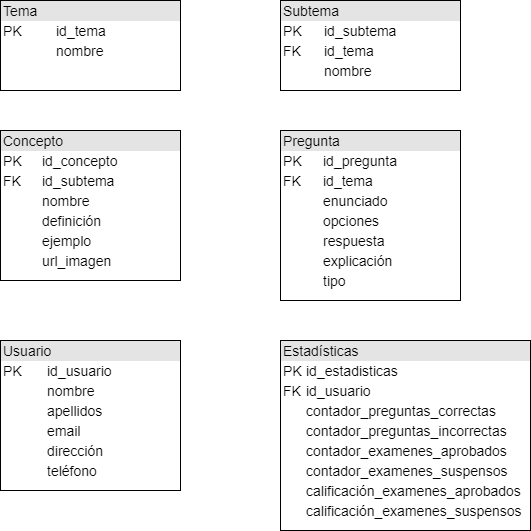 Tema
PK id_tema
nombre
Subtema
PK id_subtema
FK id_tema
nombre
Concepto
PK id_concepto
FK id_subtema
nombre
definición
ejemplo
url_imagen
Pregunta
PK id_pregunta
FK id_tema
enunciado
opciones
respuesta
explicación
tipo
Usuario
PK id_usuario
nombre
apellidos
email
dirección
teléfono
Estadísticas
PK id_estadisticas
FK id_usuario
contador_preguntas_correctas
contador_preguntas_incorrectas
contador_examenes_aprobados
contador_examenes_suspensos
calificación_examenes_aprobados
calificación_examenes_suspensos